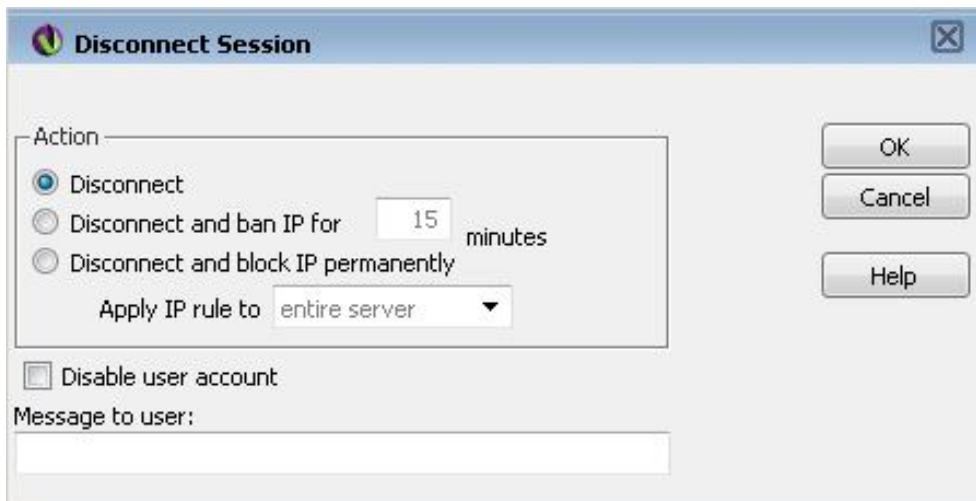 Disconnect Session
Action
Disconnect
Disconnect and ban IP for 15 minutes
Disconnect and block IP permanently
Apply IP rule to entire server
Disable user account
Message to user:
OK
Cancel
Help